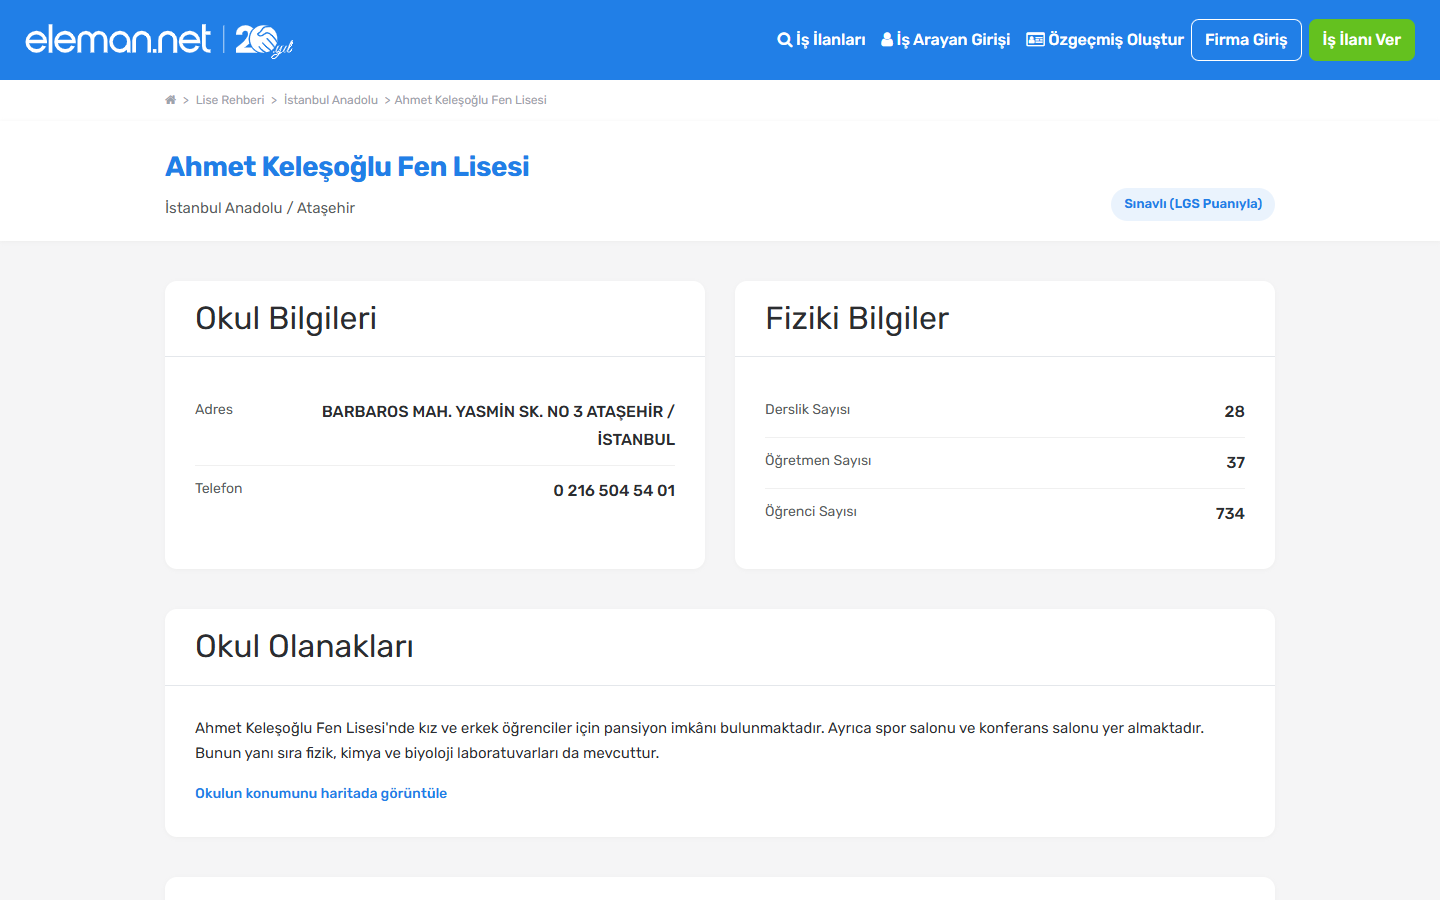 eleman.net | 20 yıl
İş İlanları İş Arayan Girişi Özgeçmiş Oluştur Firma Giriş İş İlanı Ver
> Lise Rehberi > İstanbul Anadolu > Ahmet Keleşoğlu Fen Lisesi
Ahmet Keleşoğlu Fen Lisesi
İstanbul Anadolu / Ataşehir
Sınavlı (LGS Puanıyla)
Okul Bilgileri
Adres BARBAROS MAH. YASMİN SK. NO 3 ATAŞEHİR /
İSTANBUL
Telefon 0 216 504 54 01
Fiziki Bilgiler
Derslik Sayısı 28
Öğretmen Sayısı 37
Öğrenci Sayısı 734
Okul Olanakları
Ahmet Keleşoğlu Fen Lisesi'nde kız ve erkek öğrenciler için pansiyon imkânı bulunmaktadır. Ayrıca spor salonu ve konferans salonu yer almaktadır.
Bunun yanı sıra fizik, kimya ve biyoloji laboratuvarları da mevcuttur.
Okulun konumunu haritada görüntüle